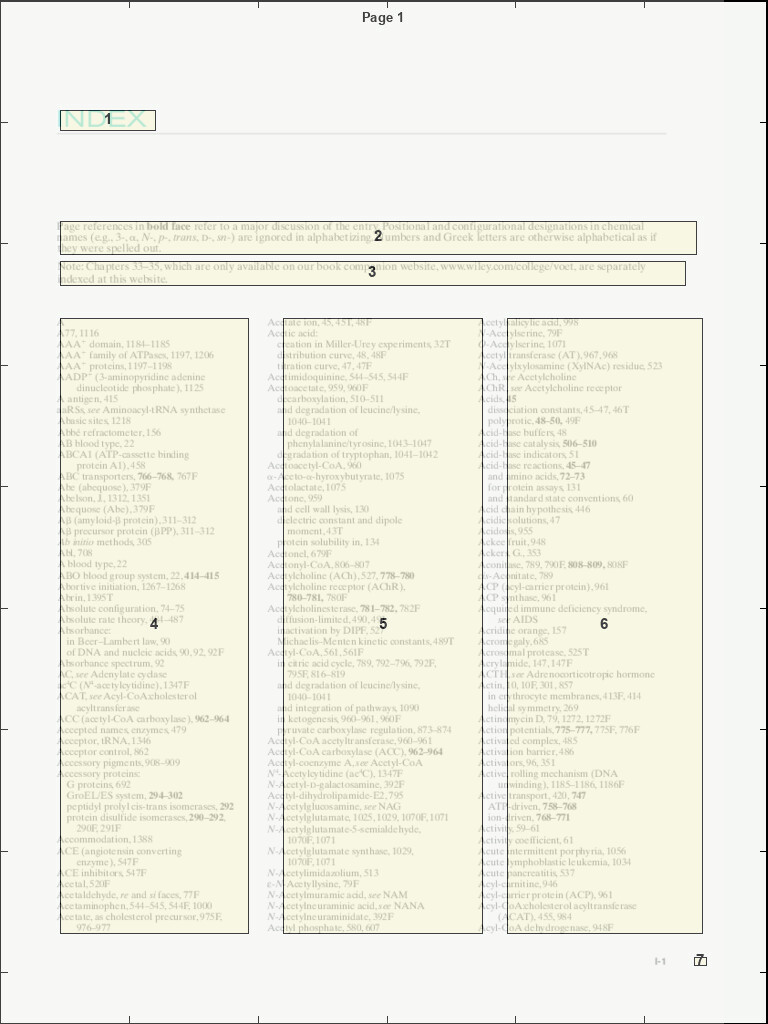 Page 1
INDEX
1
Page references in bold face refer to a major discussion of the entry. Positional and configurational designations in chemical
names (e.g., 3-, α, N-, p-, trans, D-, sn-) are ignored in alphabetizing. Numbers and Greek letters are otherwise alphabetical as if
they were spelled out.
2
Note: Chapters 33–35, which are only available on our book companion website, www.wiley.com/college/voet, are separately
indexed at this website.
3
A
A77, 1116
AAA⁺ domain, 1184–1185
AAA⁺ family of ATPases, 1197, 1206
AAA⁺ proteins, 1197–1198
AADP⁺ (3-aminopyridine adenine
dinucleotide phosphate), 1125
A antigen, 415
aaRSs, see Aminoacyl-tRNA synthetase
Abasic sites, 1218
Abbé refractometer, 156
AB blood type, 22
ABCA1 (ATP-cassette binding
protein A1), 458
ABC transporters, 766–768, 767F
Abe (abequose), 379F
Abelson, J., 1312, 1351
Abequose (Abe), 379F
Aβ (amyloid-β protein), 311–312
Aβ precursor protein (βPP), 311–312
Ab initio methods, 305
Abl, 708
A blood type, 22
ABO blood group system, 22, 414–415
Abortive initiation, 1267–1268
Abrin, 1395T
Absolute configuration, 74–75
Absolute rate theory, 484–487
Absorbance:
4
in Beer–Lambert law, 90
of DNA and nucleic acids, 90, 92, 92F
Absorbance spectrum, 92
AC, see Adenylate cyclase
ac⁴C (N⁴-acetylcytidine), 1347F
ACAT, see Acyl-CoA:cholesterol
acyltransferase
ACC (acetyl-CoA carboxylase), 962–964
Accepted names, enzymes, 479
Acceptor, tRNA, 1346
Acceptor control, 862
Accessory pigments, 908–909
Accessory proteins:
G proteins, 692
GroEL/ES system, 294–302
peptidyl prolyl cis-trans isomerases, 292
protein disulfide isomerases, 290–292,
290F, 291F
Accommodation, 1388
ACE (angiotensin converting
enzyme), 547F
ACE inhibitors, 547F
Acetal, 520F
Acetaldehyde, re and si faces, 77F
Acetaminophen, 544–545, 544F, 1000
Acetate, as cholesterol precursor, 975F,
976–977
Acetate ion, 45, 45T, 48F
Acetic acid:
creation in Miller-Urey experiments, 32T
distribution curve, 48, 48F
titration curve, 47, 47F
Acetimidoquinine, 544–545, 544F
Acetoacetate, 959, 960F
decarboxylation, 510–511
and degradation of leucine/lysine,
1040–1041
and degradation of
phenylalanine/tyrosine, 1043–1047
degradation of tryptophan, 1041–1042
Acetoacetyl-CoA, 960
α-Aceto-α-hyroxybutyrate, 1075
Acetolactate, 1075
Acetone, 959
and cell wall lysis, 130
dielectric constant and dipole
moment, 43T
protein solubility in, 134
Acetonel, 679F
Acetonyl-CoA, 806–807
Acetylcholine (ACh), 527, 778–780
Acetylcholine receptor (AChR),
780–781, 780F
Acetylcholinesterase, 781–782, 782F
diffusion-limited, 490, 49
inactivation by DIPF, 527
5
Michaelis-Menten kinetic constants, 489T
Acetyl-CoA, 561, 561F
in citric acid cycle, 789, 792–796, 792F,
795F, 816–819
and degradation of leucine/lysine,
1040–1041
and integration of pathways, 1090
in ketogenesis, 960–961, 960F
pyruvate carboxylase regulation, 873–874
Acetyl-CoA acetyltransferase, 960–961
Acetyl-CoA carboxylase (ACC), 962–964
Acetyl-coenzyme A, see Acetyl-CoA
N⁴-Acetylcytidine (ac⁴C), 1347F
N-Acetyl-D-galactosamine, 392F
Acetyl-dihydrolipamide-E2, 795
N-Acetylglucosamine, see NAG
N-Acetylglutamate, 1025, 1029, 1070F, 1071
N-Acetylglutamate-5-semialdehyde,
1070F, 1071
N-Acetylglutamate synthase, 1029,
1070F, 1071
N-Acetylimidazolium, 513
ε-N-Acetyllysine, 79F
N-Acetylmuramic acid, see NAM
N-Acetylneuraminic acid, see NANA
N-Acetylneuraminidate, 392F
Acetyl phosphate, 580, 607
Acetylsalicylic acid, 998
N-Acetylserine, 79F
O-Acetylserine, 1071
Acetyl transferase (AT), 967, 968
N-Acetylxylosamine (XylNAc) residue, 523
ACh, see Acetylcholine
AChR, see Acetylcholine receptor
Acids, 45
dissociation constants, 45–47, 46T
polyprotic, 48–50, 49F
Acid-base buffers, 48
Acid-base catalysis, 506–510
Acid-base indicators, 51
Acid-base reactions, 45–47
and amino acids, 72–73
for protein assays, 131
and standard state conventions, 60
Acid chain hypothesis, 446
Acidic solutions, 47
Acidosis, 955
Ackee fruit, 948
Ackers, G., 353
Aconitase, 789, 790F, 808–809, 808F
cis-Aconitate, 789
ACP (acyl-carrier protein), 961
ACP synthase, 961
Acquired immune deficiency syndrome,
see AIDS
6
Acridine orange, 157
Acromegaly, 685
Acrosomal protease, 525T
Acrylamide, 147, 147F
ACTH, see Adrenocorticotropic hormone
Actin, 10, 10F, 301, 857
in erythrocyte membranes, 413F, 414
helical symmetry, 269
Actinomycin D, 79, 1272, 1272F
Action potentials, 775–777, 775F, 776F
Activated complex, 485
Activation barrier, 486
Activators, 96, 351
Active, rolling mechanism (DNA
unwinding), 1185–1186, 1186F
Active transport, 420, 747
ATP-driven, 758–768
ion-driven, 768–771
Activity, 59–61
Activity coefficient, 61
Acute intermittent porphyria, 1056
Acute lymphoblastic leukemia, 1034
Acute pancreatitis, 537
Acyl-carnitine, 946
Acyl-carrier protein (ACP), 961
Acyl-CoA:cholesterol acyltransferase
(ACAT), 455, 984
Acyl-CoA dehydrogenase, 948F
I-1
7